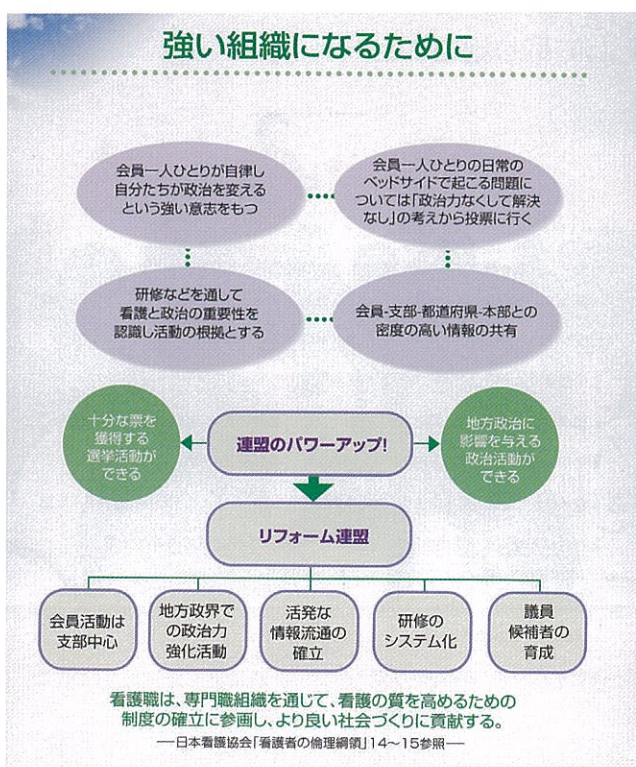 強い組織になるために
会員一人ひとりが自律し
自分たちが政治を変える
という強い意志をもつ
会員一人ひとりの日常の
ベッドサイドで起こる問題に
ついては「政治力なくして解決
なし」の考えから投票に行く
研修などを通して
看護と政治の重要性を
認識し活動の根拠とする
会員-支部-都道府県-本部との
密度の高い情報の共有
十分な票を
獲得する
選挙活動が
できる
連盟のパワーアップ!
地方政治に
影響を与える
政治活動が
できる
リフォーム連盟
会員活動は
支部中心
地方政界で
の政治力
強化活動
活発な
情報流通の
確立
研修の
システム化
議員
候補者の
育成
看護職は、専門職組織を通じて、看護の質を高めるための
制度の確立に参画し、より良い社会づくりに貢献する。
―日本看護協会「看護者の倫理綱領」14〜15参照―